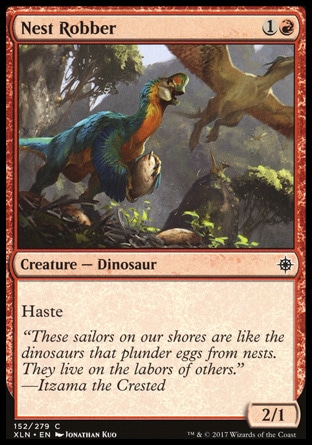 Nest Robber 1
Creature — Dinosaur
Haste
“These sailors on our shores are like the
dinosaurs that plunder eggs from nests.
They live on the labors of others.”
—Itzama the Crested
2/1
152/279 C
XLN • EN Jonathan Kuo
™ & © 2017 Wizards of the Coast